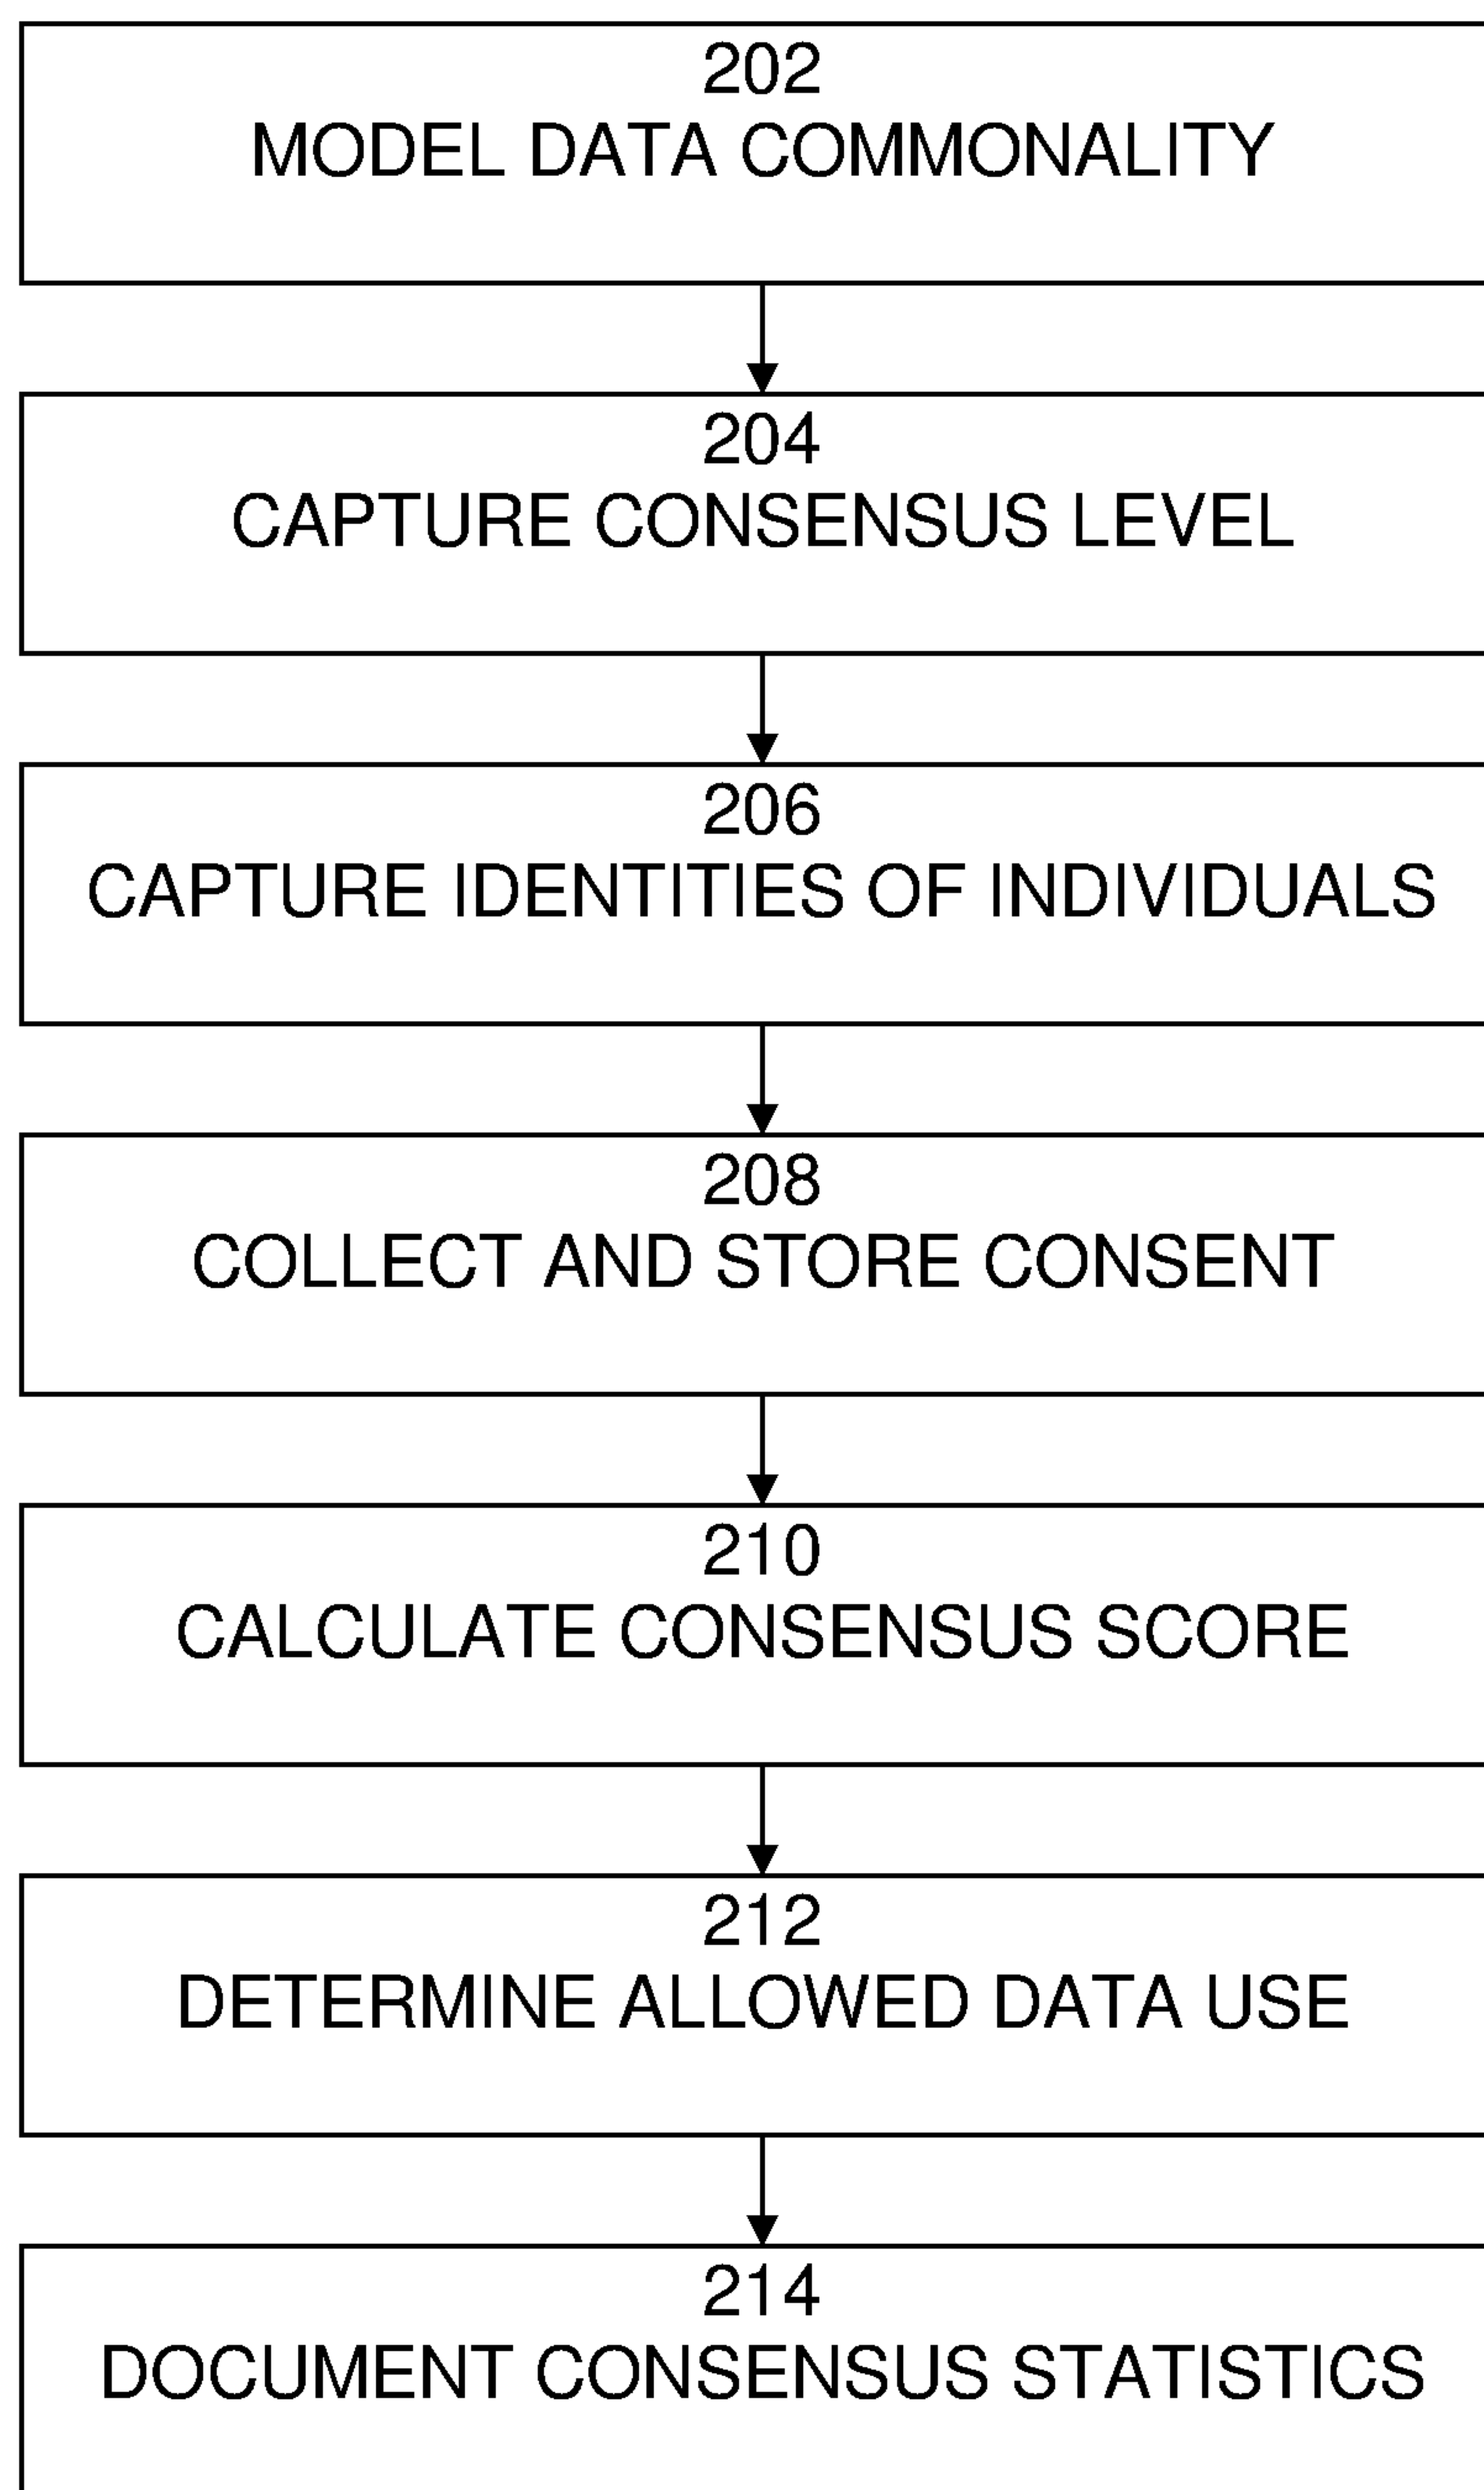 202
MODEL DATA COMMONALITY
204
CAPTURE CONSENSUS LEVEL
206
CAPTURE IDENTITIES OF INDIVIDUALS
208
COLLECT AND STORE CONSENT
210
CALCULATE CONSENSUS SCORE
212
DETERMINE ALLOWED DATA USE
214
DOCUMENT CONSENSUS STATISTICS